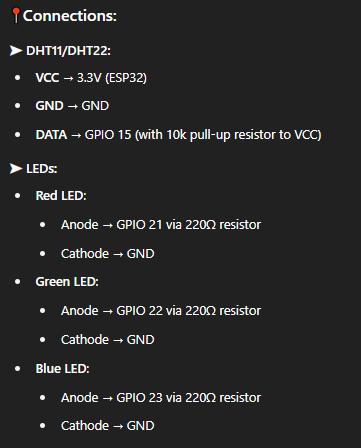 📍Connections:
➤ DHT11/DHT22:
• VCC → 3.3V (ESP32)
• GND → GND
• DATA → GPIO 15 (with 10k pull-up resistor to VCC)
➤ LEDs:
• Red LED:
• Anode → GPIO 21 via 220Ω resistor
• Cathode → GND
• Green LED:
• Anode → GPIO 22 via 220Ω resistor
• Cathode → GND
• Blue LED:
• Anode → GPIO 23 via 220Ω resistor
• Cathode → GND